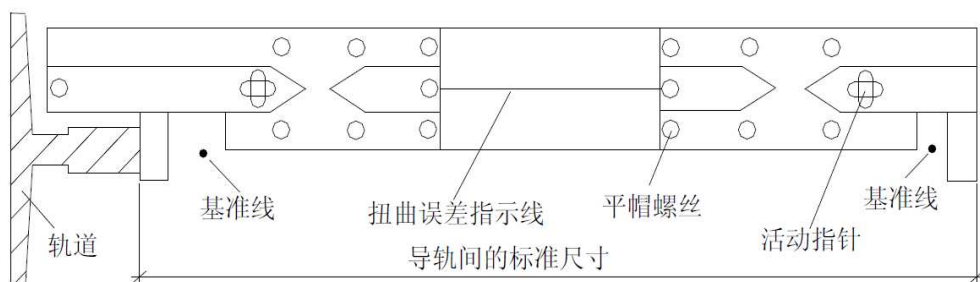 基准线
扭曲误差指示线
平帽螺丝
基准线
轨道
活动指针
导轨间的标准尺寸